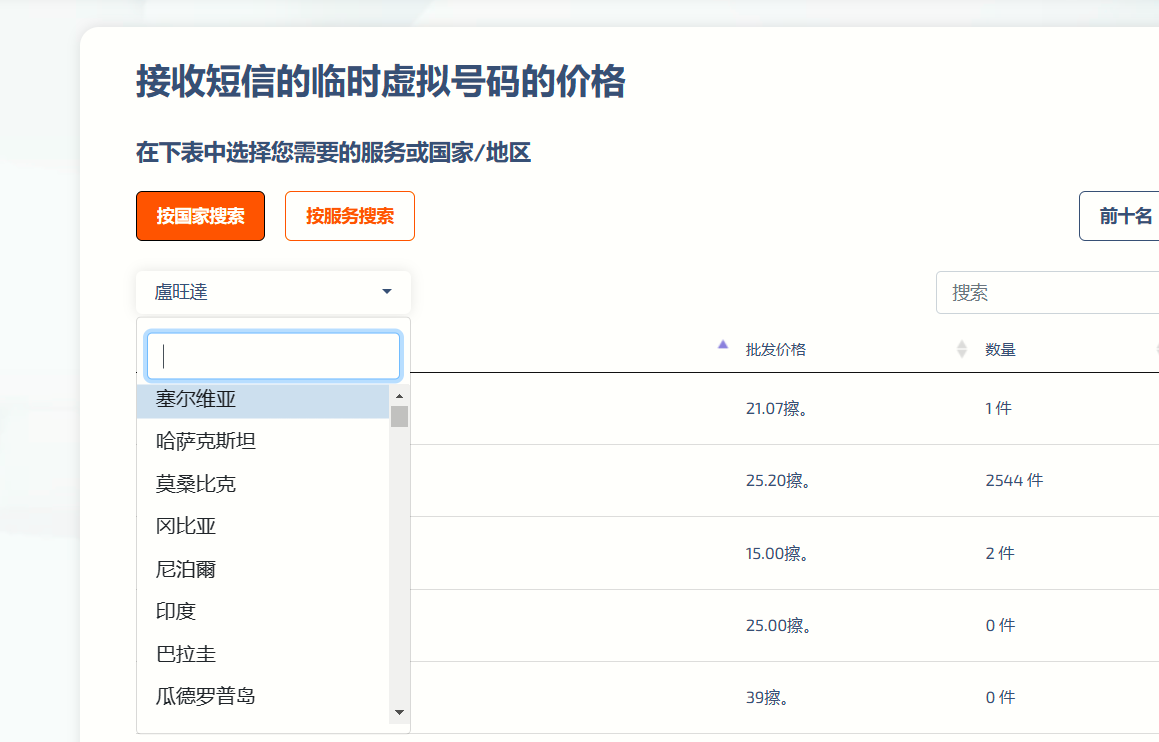 接收短信的临时虚拟号码的价格
在下表中选择您需要的服务或国家/地区
按国家搜索 按服务搜索 前十名
盧旺達 搜索
批发价格 数量
塞尔维亚
21.07擦。 1 件
哈萨克斯坦
莫桑比克
25.20擦。 2544 件
冈比亚
15.00擦。 2 件
尼泊爾
印度
25.00擦。 0 件
巴拉圭
瓜德罗普岛
39擦。 0 件